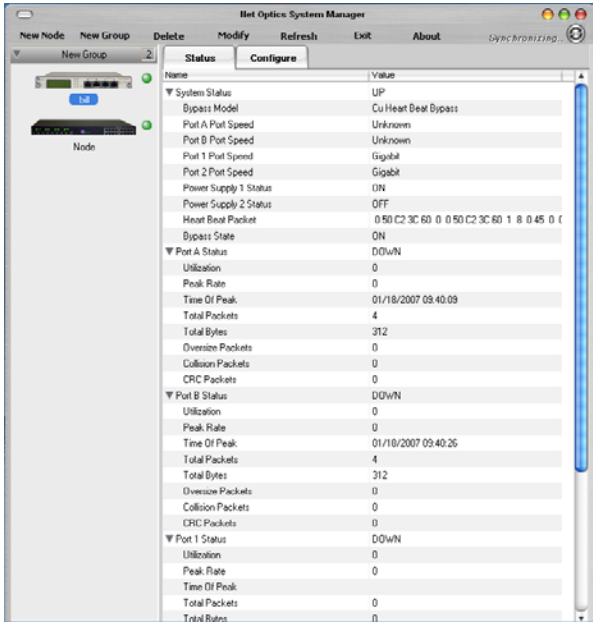 Net Optics System Manager
New Node New Group Delete Modify Refresh Exit About Synchronizing..
New Group 2
bill
Node
Status Configure
Name Value
System Status UP
Bypass Model Cu Heart Beat Bypass
Port A Port Speed Unknown
Port B Port Speed Unknown
Port 1 Port Speed Gigabit
Port 2 Port Speed Gigabit
Power Supply 1 Status ON
Power Supply 2 Status OFF
Heart Beat Packet 0 50 C2 3C 60 0 0 50 C2 3C 60 1 8 0 45 0
Bypass State ON
Port A Status DOWN
Utilization 0
Peak Rate 0
Time Of Peak 01/18/2007 09:40:09
Total Packets 4
Total Bytes 312
Oversize Packets 0
Collision Packets 0
CRC Packets 0
Port B Status DOWN
Utilization 0
Peak Rate 0
Time Of Peak 01/18/2007 09:40:26
Total Packets 4
Total Bytes 312
Oversize Packets 0
Collision Packets 0
CRC Packets 0
Port 1 Status DOWN
Utilization 0
Peak Rate 0
Time Of Peak
Total Packets 0
Total Bytes 0